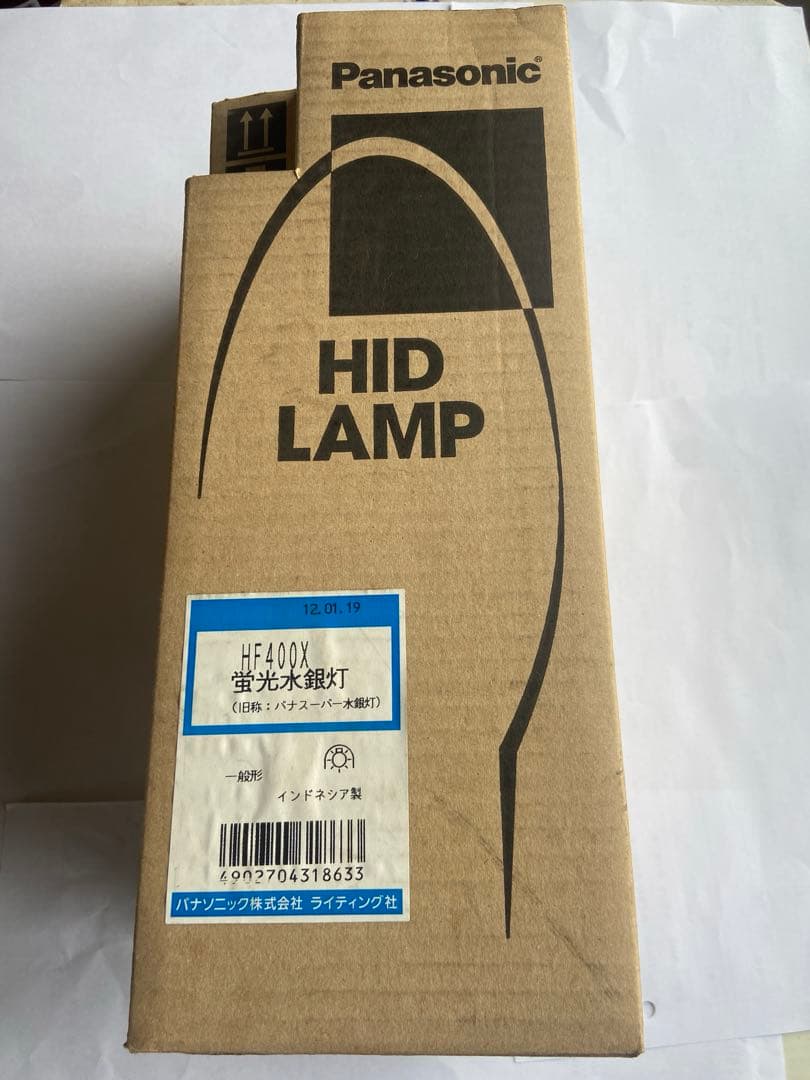 Panasonic®
HID
LAMP
12.01.19
HF400X
蛍光水銀灯
(旧称:パナスーパー水銀灯)
一般形
インドネシア製
4902704318633
パナソニック株式会社 ライティング社